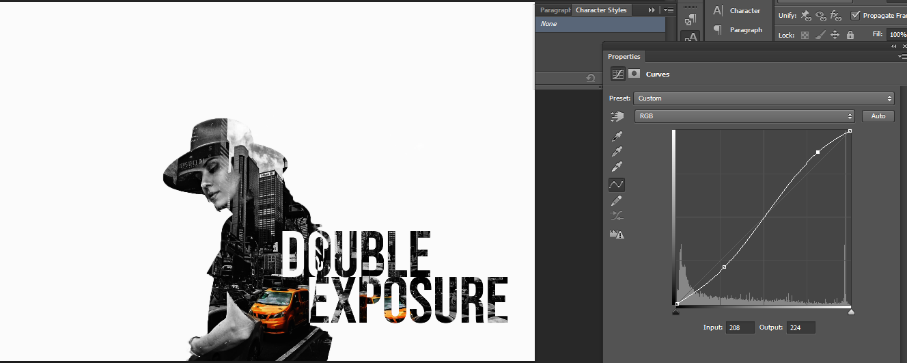 DOUBLE
EXPOSURE
Paragraph Character Styles
None
Character
Paragraph
Unify: Propagate Fran
Lock: Fill: 100%
Properties
Curves
Preset: Custom
RGB Auto
Input: 208 Output: 224